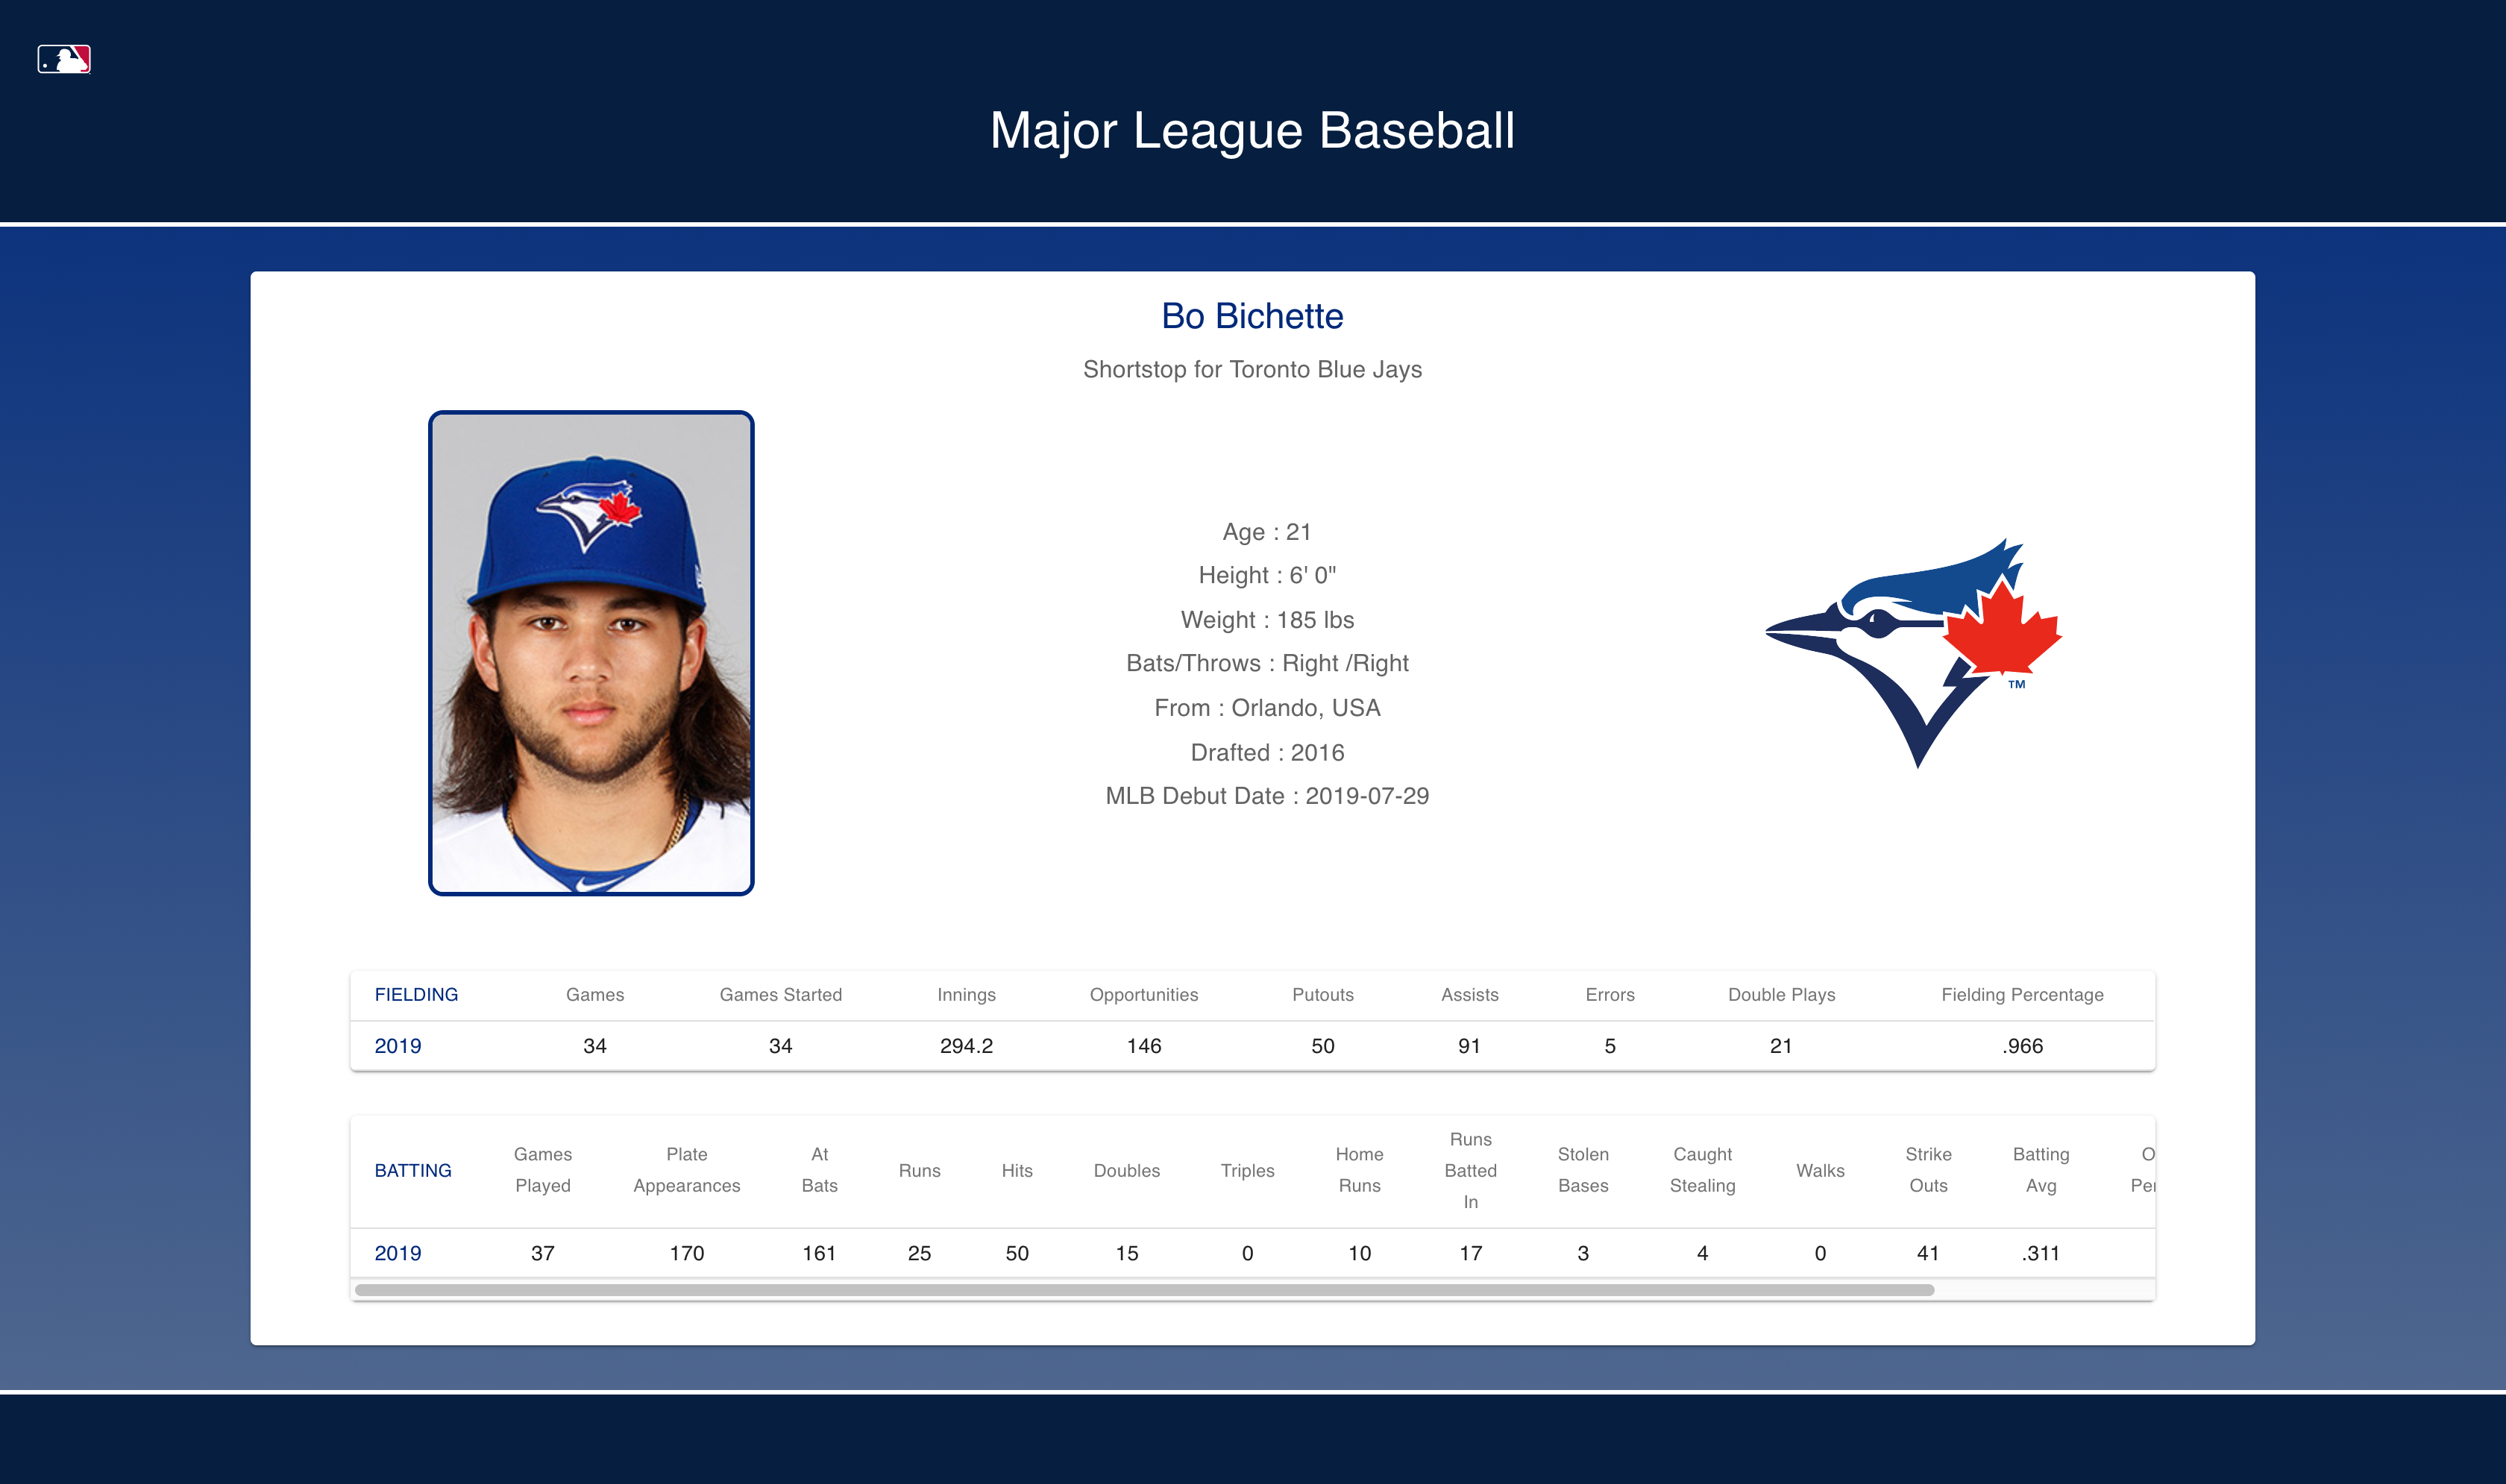 Major League Baseball
Bo Bichette
Shortstop for Toronto Blue Jays
Age : 21
Height : 6' 0"
Weight : 185 lbs
Bats/Throws : Right /Right
From : Orlando, USA
Drafted : 2016
MLB Debut Date : 2019-07-29
TM
FIELDING Games Games Started Innings Opportunities Putouts Assists Errors Double Plays Fielding Percentage
2019 34 34 294.2 146 50 91 5 21 .966
BATTING Games Played Plate Appearances At Bats Runs Hits Doubles Triples Home Runs Runs Batted In Stolen Bases Caught Stealing Walks Strike Outs Batting Avg
2019 37 170 161 25 50 15 0 10 17 3 4 0 41 .311